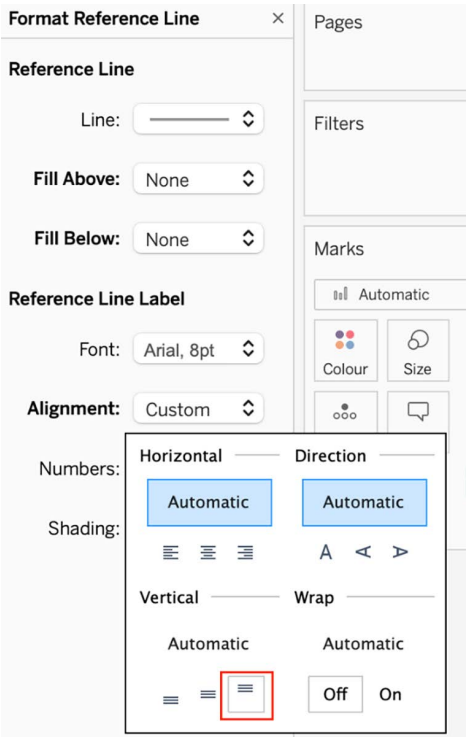 Format Reference Line ×
Reference Line
Line:
Fill Above: None
Fill Below: None
Reference Line Label
Font: Arial, 8pt
Alignment: Custom
Numbers:
Shading:
Horizontal
Automatic
Direction
Automatic
A A A
Vertical
Automatic
Wrap
Automatic
Off On
Pages
Filters
Marks
Automatic
Colour
Size